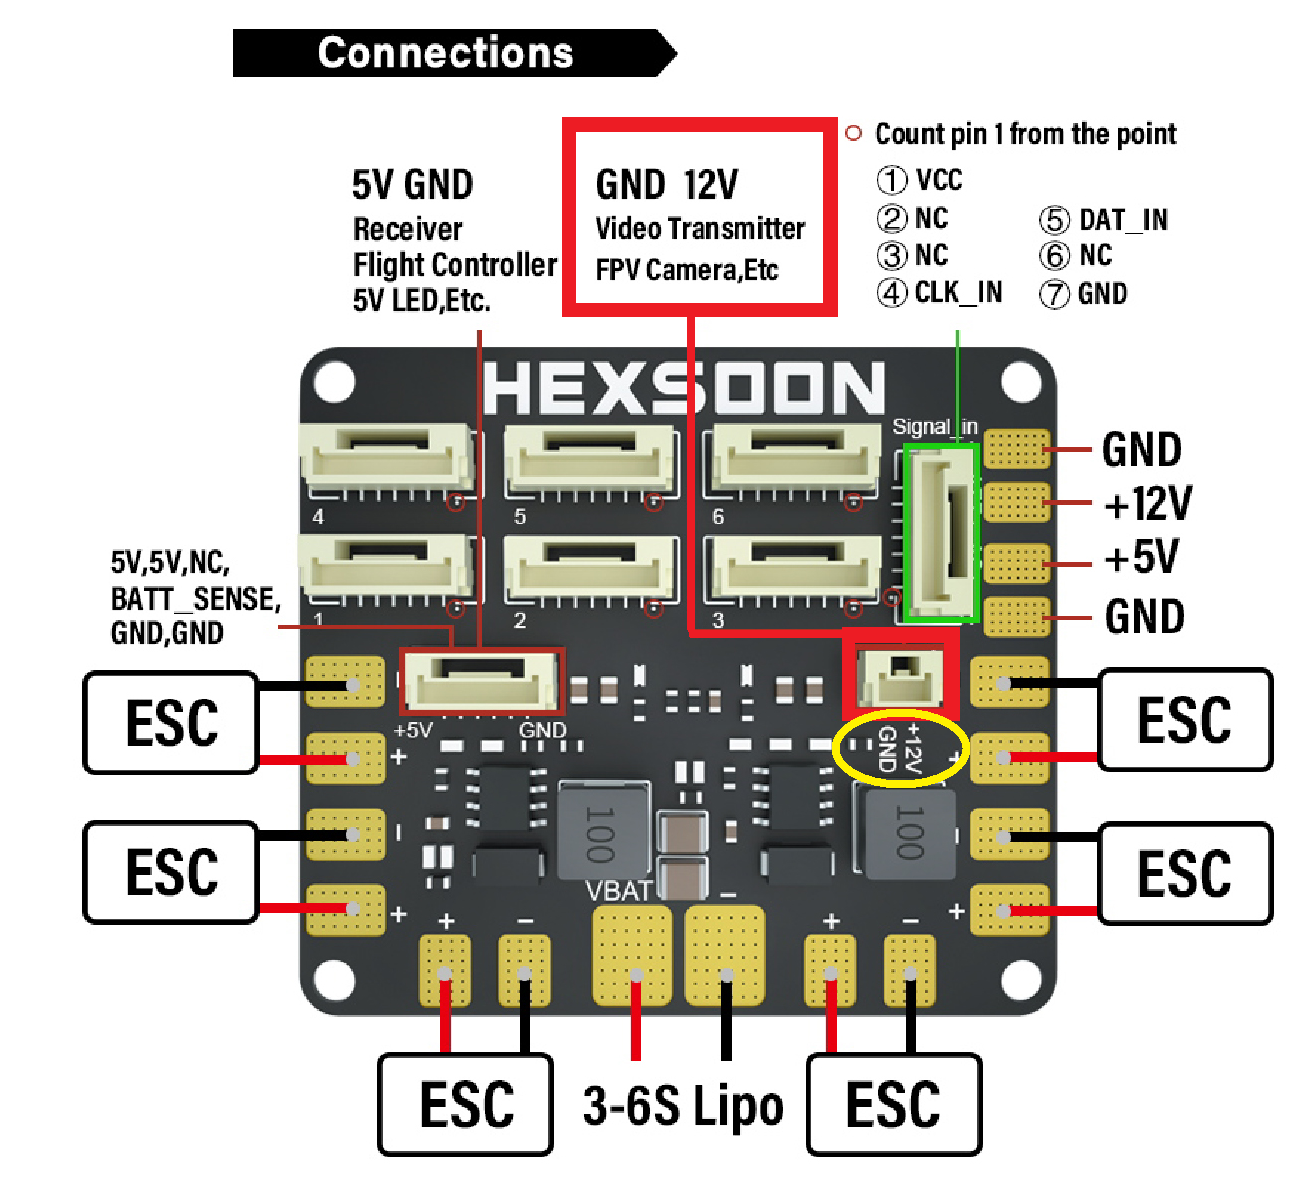 Connections
5V GND
Receiver
Flight Controller
5V LED,Etc.
GND 12V
Video Transmitter
FPV Camera,Etc
Count pin 1 from the point
① VCC
② NC
③ NC
④ CLK_IN
⑤ DAT_IN
⑥ NC
⑦ GND
HEXSOON
Signal_in
4
5
6
1
2
3
GND
+12V
+5V
GND
5V,5V,NC,
BATT_SENSE,
GND,GND
+5V
GND
GND
+12V
ESC
-
+
ESC
-
+
ESC
+
ESC
-
+
100
100
VBAT
-
+
-
+
-
ESC
3-6S Lipo
ESC